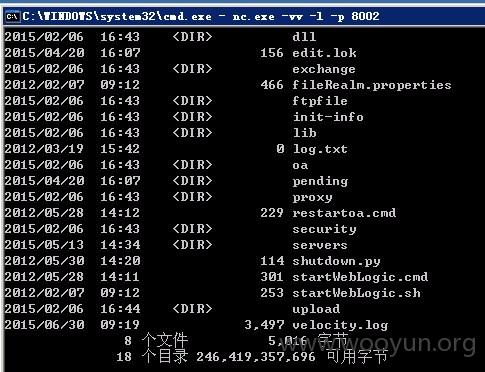 C:\WINDOWS\system32\cmd.exe - nc.exe -vv -l -p 8002
2015/02/06  16:43    <DIR>          dll
2015/04/20  16:07               156 edit.lok
2015/02/06  16:43    <DIR>          exchange
2012/02/07  09:12               466 fileRealm.properties
2015/02/06  16:43    <DIR>          ftpfile
2015/02/06  16:43    <DIR>          init-info
2015/02/06  16:43    <DIR>          lib
2012/03/19  15:42                 0 log.txt
2015/02/06  16:43    <DIR>          oa
2015/04/20  16:07    <DIR>          pending
2015/02/06  16:43    <DIR>          proxy
2012/05/28  14:12               229 restartoa.cmd
2015/02/06  16:43    <DIR>          security
2015/05/13  14:34    <DIR>          servers
2012/05/30  14:20               114 shutdown.py
2012/05/28  14:11               301 startWebLogic.cmd
2012/02/07  09:12               253 startWebLogic.sh
2015/02/06  16:44    <DIR>          upload
2015/06/30  09:19             3,497 velocity.log
8 个文件          5,016 字节
18 个目录 246,419,357,696 可用字节
www.wooyun.org